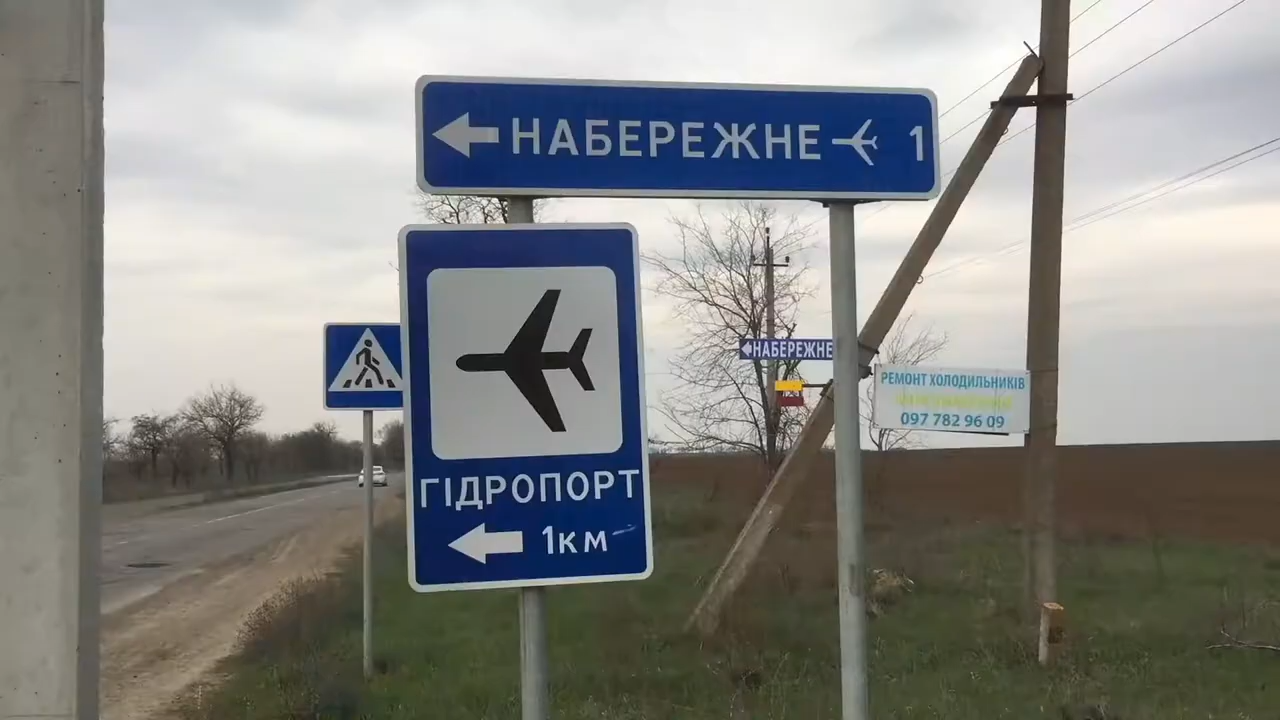 НАБЕРЕЖНЕ 1
ГІДРОПОРТ
1км
НАБЕРЕЖНЕ
РЕМОНТ ХОЛОДИЛЬНИКІВ
097 782 96 09